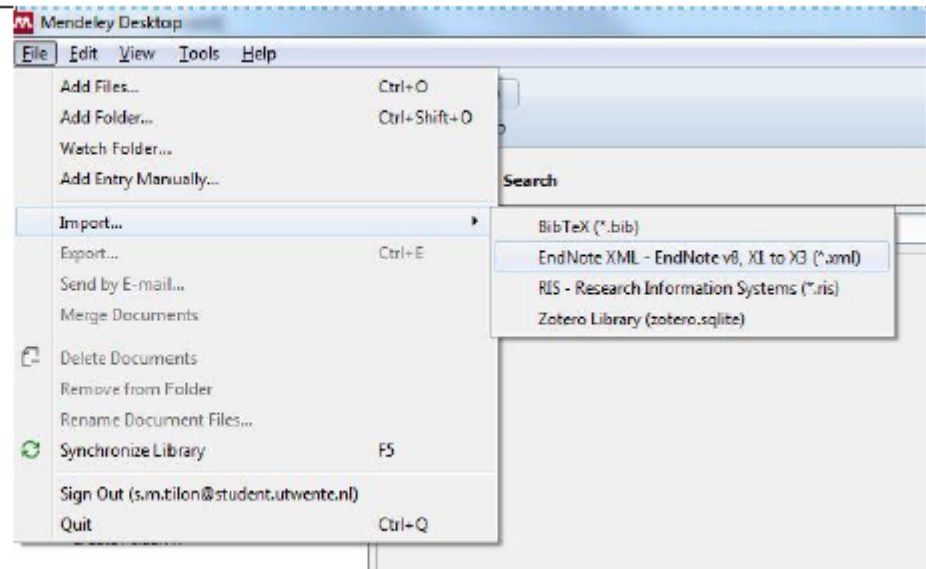 Mendeley Desktop
File Edit View Tools Help
Add Files... Ctrl+O
Add Folder... Ctrl+Shift+O
Watch Folder...
Add Entry Manually...
Search
Import...
BibTeX (*.bib)
Export... Ctrl+E
EndNote XML - EndNote v8, X1 to X3 (*.xml)
Send by E-mail...
RIS - Research Information Systems (*.ris)
Merge Documents
Zotero Library (zotero.sqlite)
Delete Documents
Remove from Folder
Rename Document Files...
Synchronize Library F5
Sign Out (s.m.tilon@student.utwente.nl)
Quit Ctrl+Q